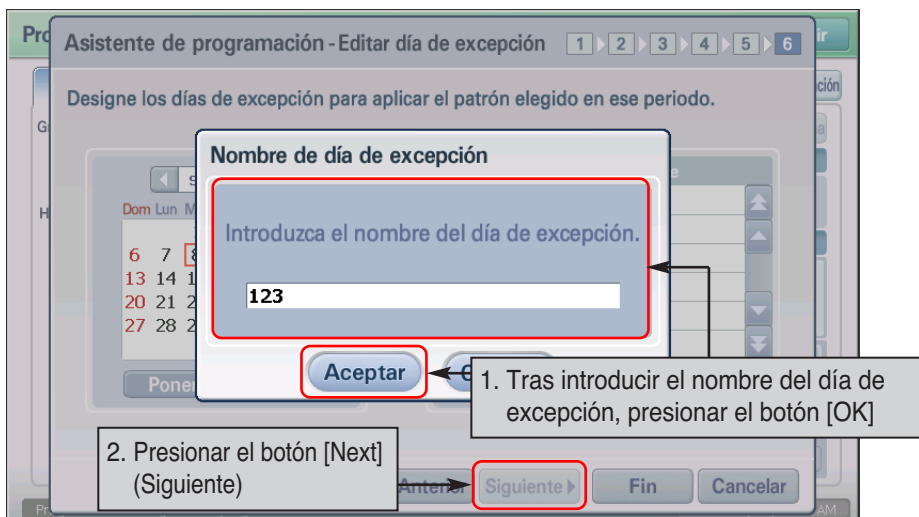 Asistente de programación - Editar día de excepción 1 2 3 4 5 6
Designe los días de excepción para aplicar el patrón elegido en ese periodo.
Nombre de día de excepción
Dom Lun
Introduzca el nombre del día de excepción.
6 7
13 14
20 21
27 28
123
Aceptar
Poner
1. Tras introducir el nombre del día de
excepción, presionar el botón [OK]
2. Presionar el botón [Next]
(Siguiente)
Anterior Siguiente Fin Cancelar
AM